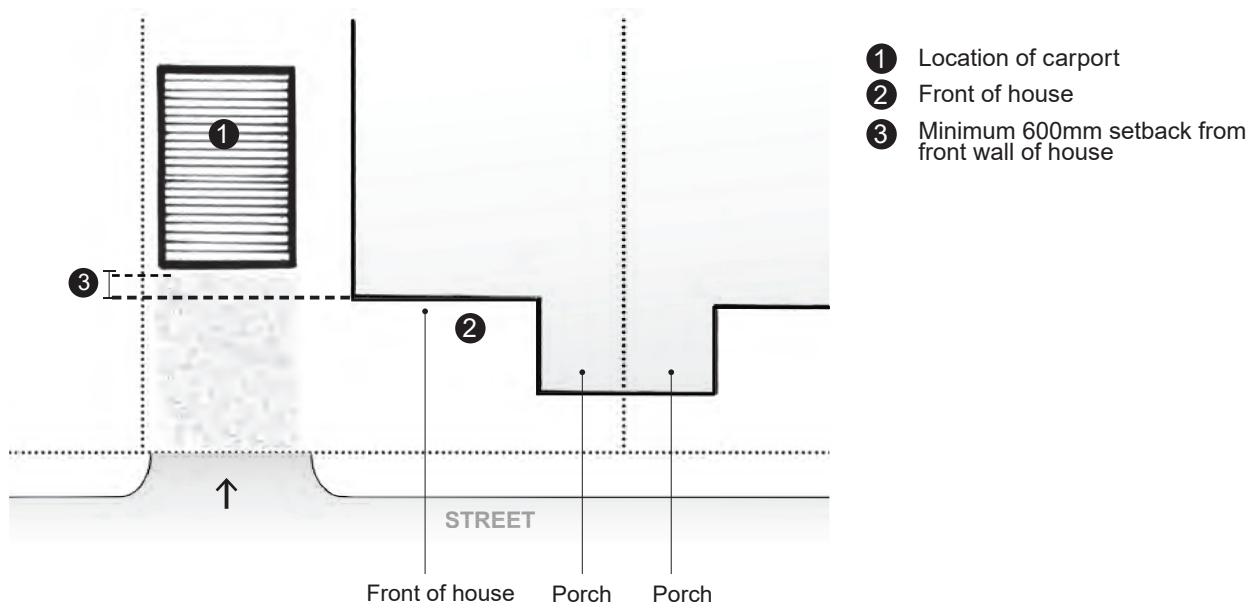 1
1 Location of carport
2 Front of house
3 Minimum 600mm setback from
front wall of house
3
2
STREET
Front of house Porch Porch